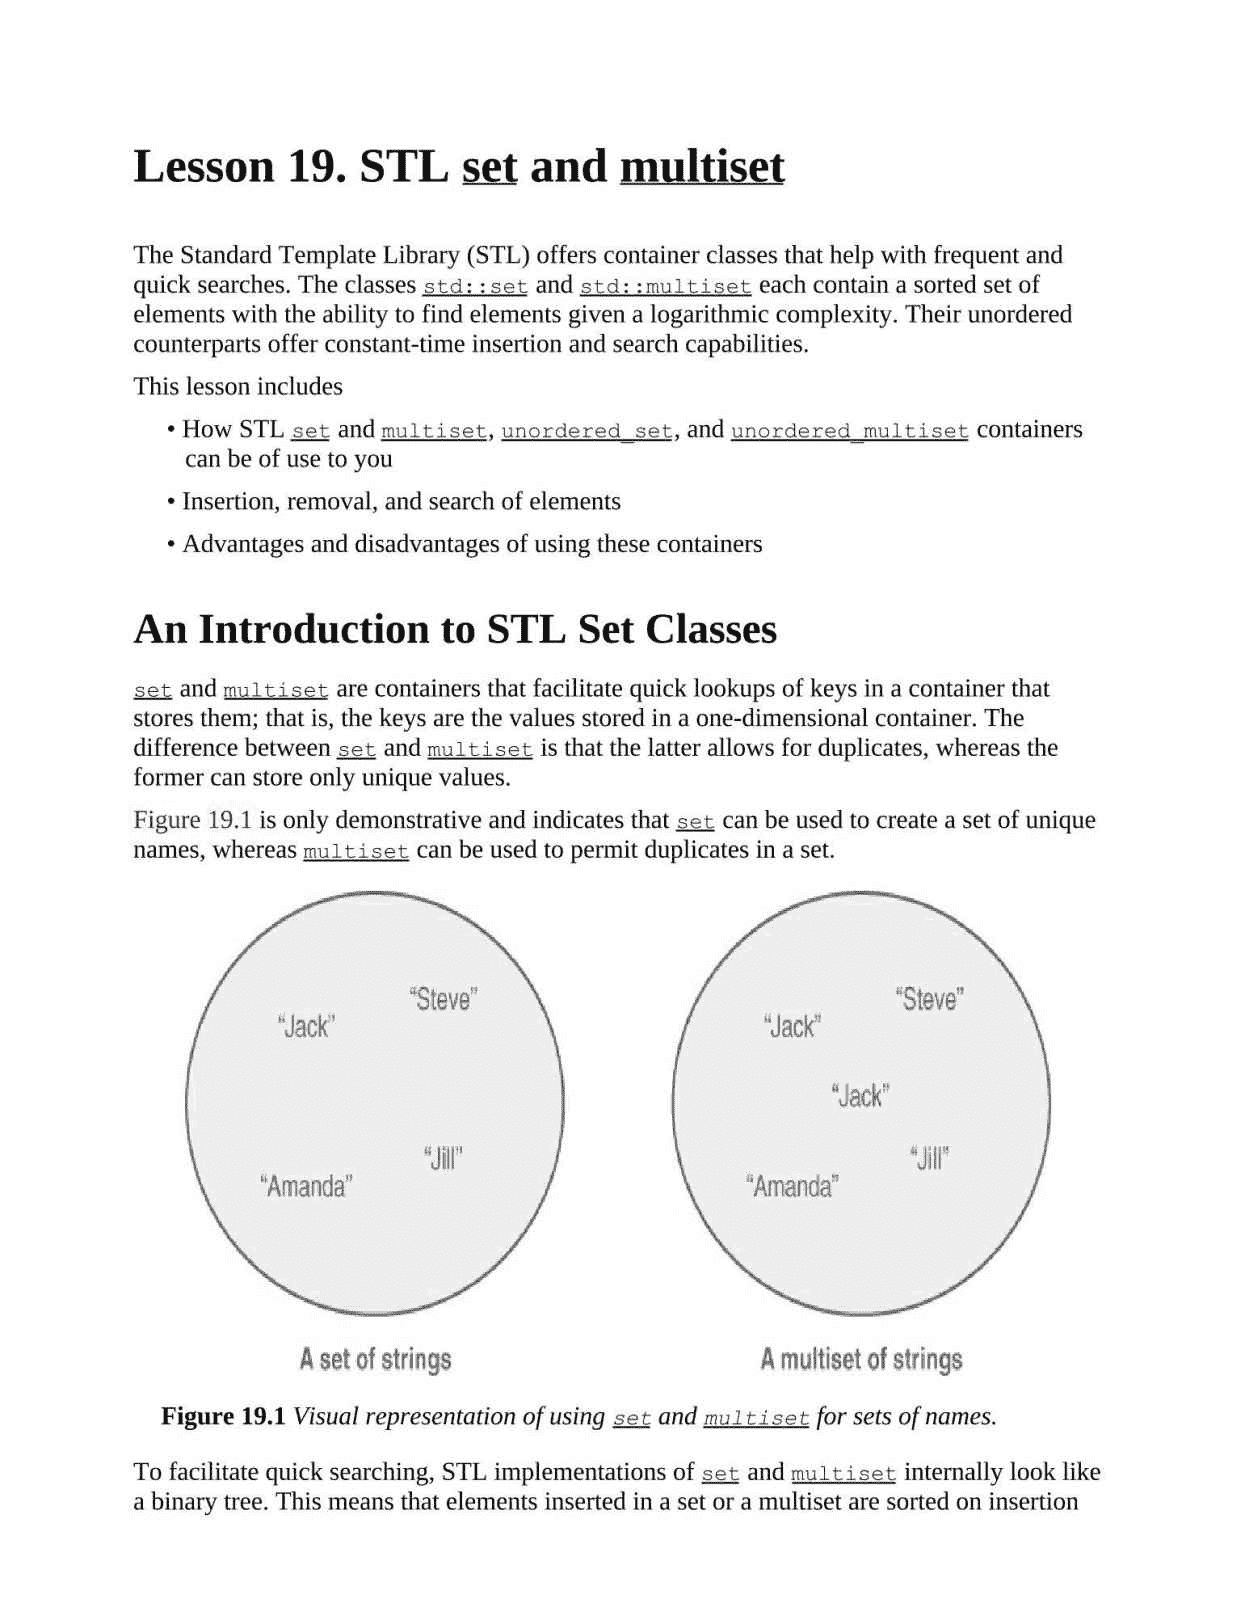 Lesson 19. STL set and multiset
The Standard Template Library (STL) offers container classes that help with frequent and
quick searches. The classes std::set and std::multiset each contain a sorted set of
elements with the ability to find elements given a logarithmic complexity. Their unordered
counterparts offer constant-time insertion and search capabilities.
This lesson includes
• How STL set and multiset, unordered_set, and unordered_multiset containers
can be of use to you
• Insertion, removal, and search of elements
• Advantages and disadvantages of using these containers
An Introduction to STL Set Classes
set and multiset are containers that facilitate quick lookups of keys in a container that
stores them; that is, the keys are the values stored in a one-dimensional container. The
difference between set and multiset is that the latter allows for duplicates, whereas the
former can store only unique values.
Figure 19.1 is only demonstrative and indicates that set can be used to create a set of unique
names, whereas multiset can be used to permit duplicates in a set.
“Steve”
“Jack”
“Jill”
“Amanda”
A set of strings
“Steve”
“Jack”
“Jack”
“Jill”
“Amanda”
A multiset of strings
Figure 19.1 Visual representation of using set and multiset for sets of names.
To facilitate quick searching, STL implementations of set and multiset internally look like
a binary tree. This means that elements inserted in a set or a multiset are sorted on insertion